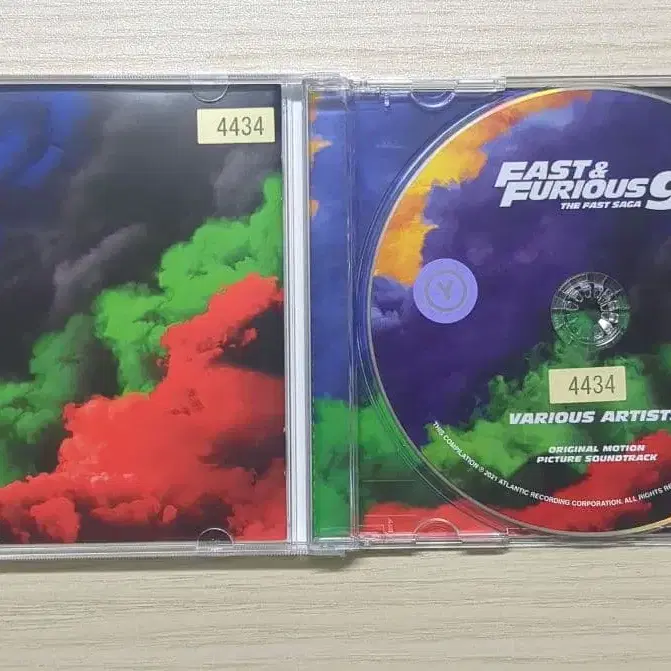 4434
FAST &
FURIOUS 9
THE FAST SAGA
Y
4434
VARIOUS ARTISTS
ORIGINAL MOTION
PICTURE SOUNDTRACK
THIS COMPILATION ℗ 2021 ATLANTIC RECORDING CORPORATION. ALL RIGHTS RE